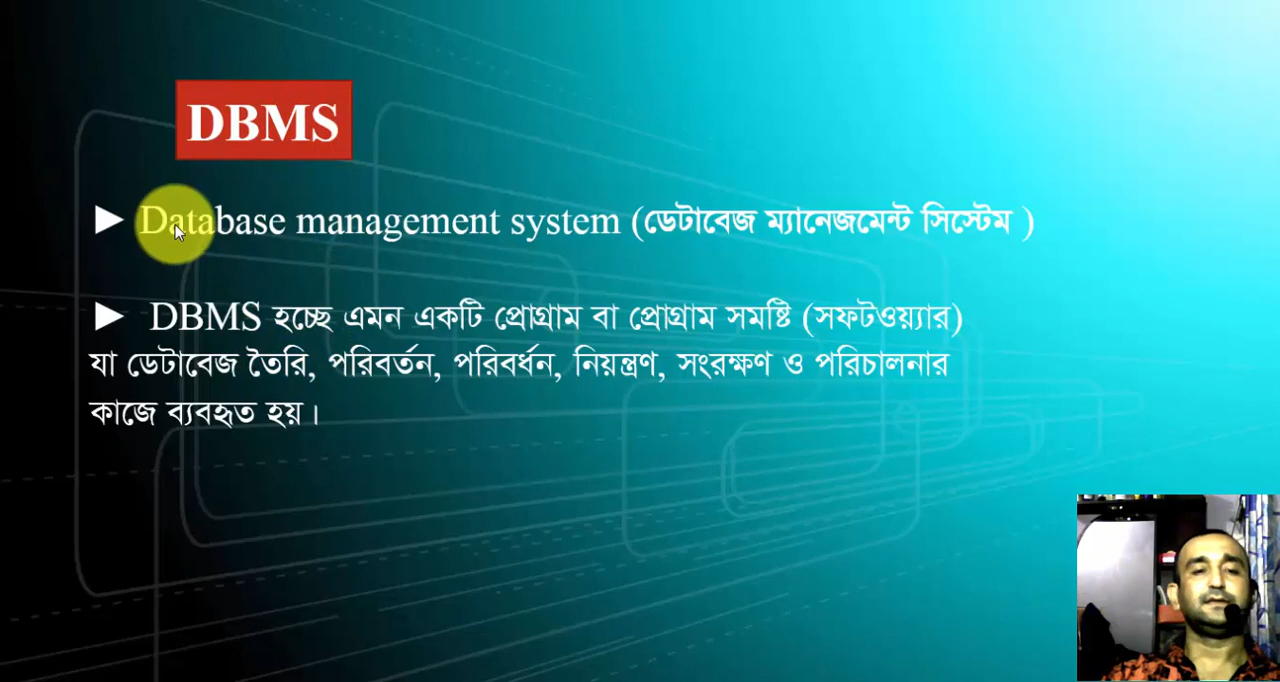 DBMS
► Database management system (ডেটাবেজ ম্যানেজমেন্ট সিস্টেম )
► DBMS হচ্ছে এমন একটি প্রোগ্রাম বা প্রোগ্রাম সমষ্টি (সফটওয়্যার)
যা ডেটাবেজ তৈরি, পরিবর্তন, পরিবর্ধন, নিয়ন্ত্রণ, সংরক্ষণ ও পরিচালনার
কাজে ব্যবহৃত হয়।